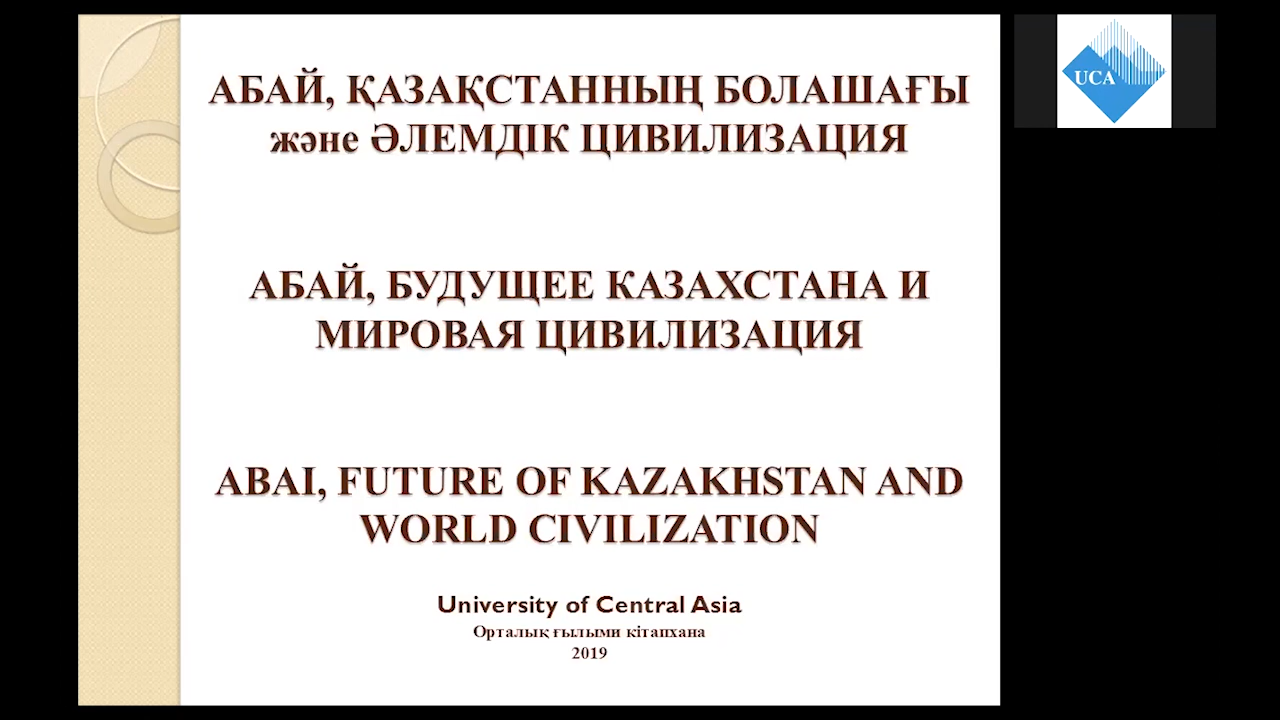 АБАЙ, ҚАЗАҚСТАННЫҢ БОЛАШАҒЫ
және ӘЛЕМДІК ЦИВИЛИЗАЦИЯ
АБАЙ, БУДУЩЕЕ КАЗАХСТАНА И
МИРОВАЯ ЦИВИЛИЗАЦИЯ
ABAI, FUTURE OF KAZAKHSTAN AND
WORLD CIVILIZATION
University of Central Asia
Орталық ғылыми кітапхана
2019
UCA